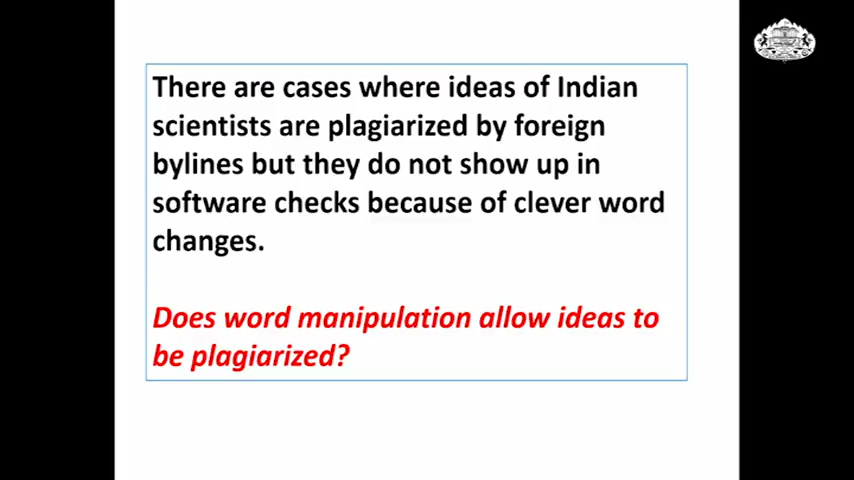 There are cases where ideas of Indian
scientists are plagiarized by foreign
bylines but they do not show up in
software checks because of clever word
changes.
Does word manipulation allow ideas to
be plagiarized?